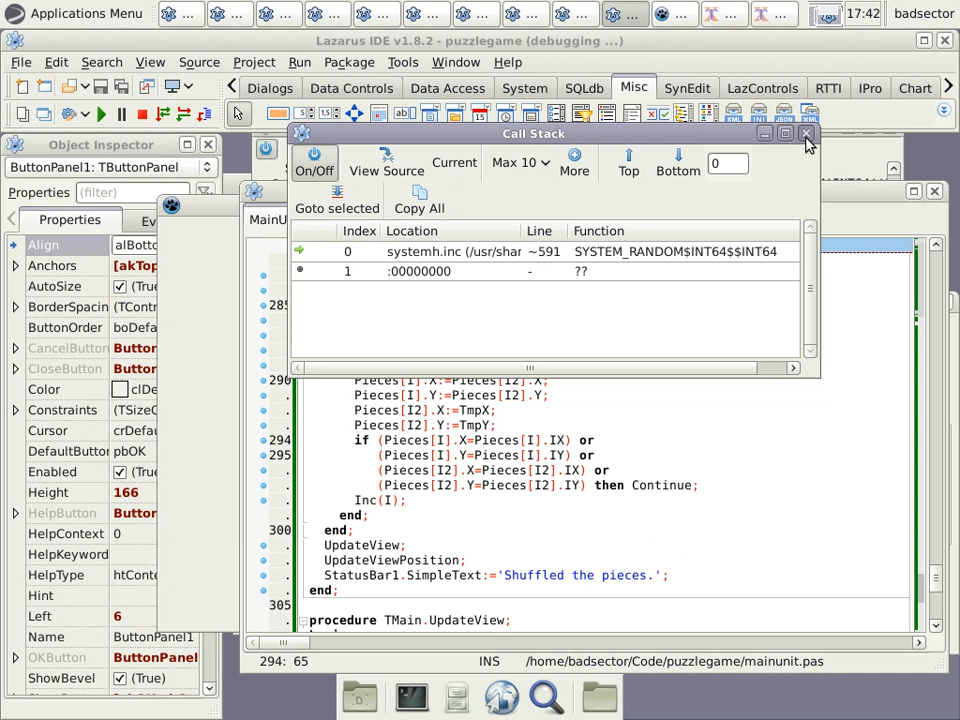 Applications Menu ... ... ... ... ... ... ... ... ... ... ... ... ... 17:42 badsector
Lazarus IDE v1.8.2 - puzzlegame (debugging ...)
File Edit Search View Source Project Run Package Tools Window Help
Dialogs Data Controls Data Access System SQLdb Misc SynEdit LazControls RTTI IPro Chart
Object Inspector
ButtonPanel1: TButtonPanel
Properties (filter)
Properties Ev
Align alBotto
Anchors [akTop
AutoSize (True
BorderSpacin (TContr
ButtonOrder boDefa
CancelButton Button
CloseButton Button
Color clDe
Constraints (TSizeC
Cursor crDefau
DefaultButto pbOK
Enabled (True
Height 166
HelpButton Button
HelpContext 0
HelpKeyword
HelpType htConte
Hint
Left 6
Name ButtonPanel1
OKButton ButtonPanel
ShowBevel (True)
Call Stack
On/Off View Source Current Max 10 More Top Bottom 0
Goto selected Copy All
Index Location Line Function
0 systemh.inc (/usr/shar ~591 SYSTEM_RANDOM$INT64$$INT64
1 :00000000 - ??
MainU
285
290 Pieces[I].X:=Pieces[I2].X;
. Pieces[I].Y:=Pieces[I2].Y;
. Pieces[I2].X:=TmpX;
. Pieces[I2].Y:=TmpY;
294 if (Pieces[I].X=Pieces[I].IX) or
295 (Pieces[I].Y=Pieces[I].IY) or
. (Pieces[I2].X=Pieces[I2].IX) or
. (Pieces[I2].Y=Pieces[I2].IY) then Continue;
. Inc(I);
. end;
300 end;
. UpdateView;
. UpdateViewPosition;
. StatusBar1.SimpleText:='Shuffled the pieces.';
. end;
305
. procedure TMain.UpdateView;
294: 65 INS /home/badsector/Code/puzzlegame/mainunit.pas